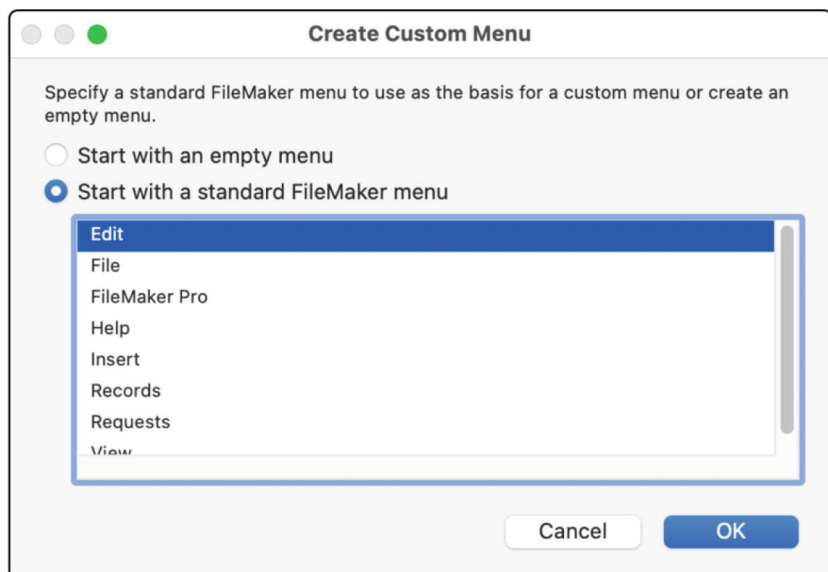 Create Custom Menu
Specify a standard FileMaker menu to use as the basis for a custom menu or create an
empty menu.
Start with an empty menu
Start with a standard FileMaker menu
Edit
File
FileMaker Pro
Help
Insert
Records
Requests
View
Cancel
OK